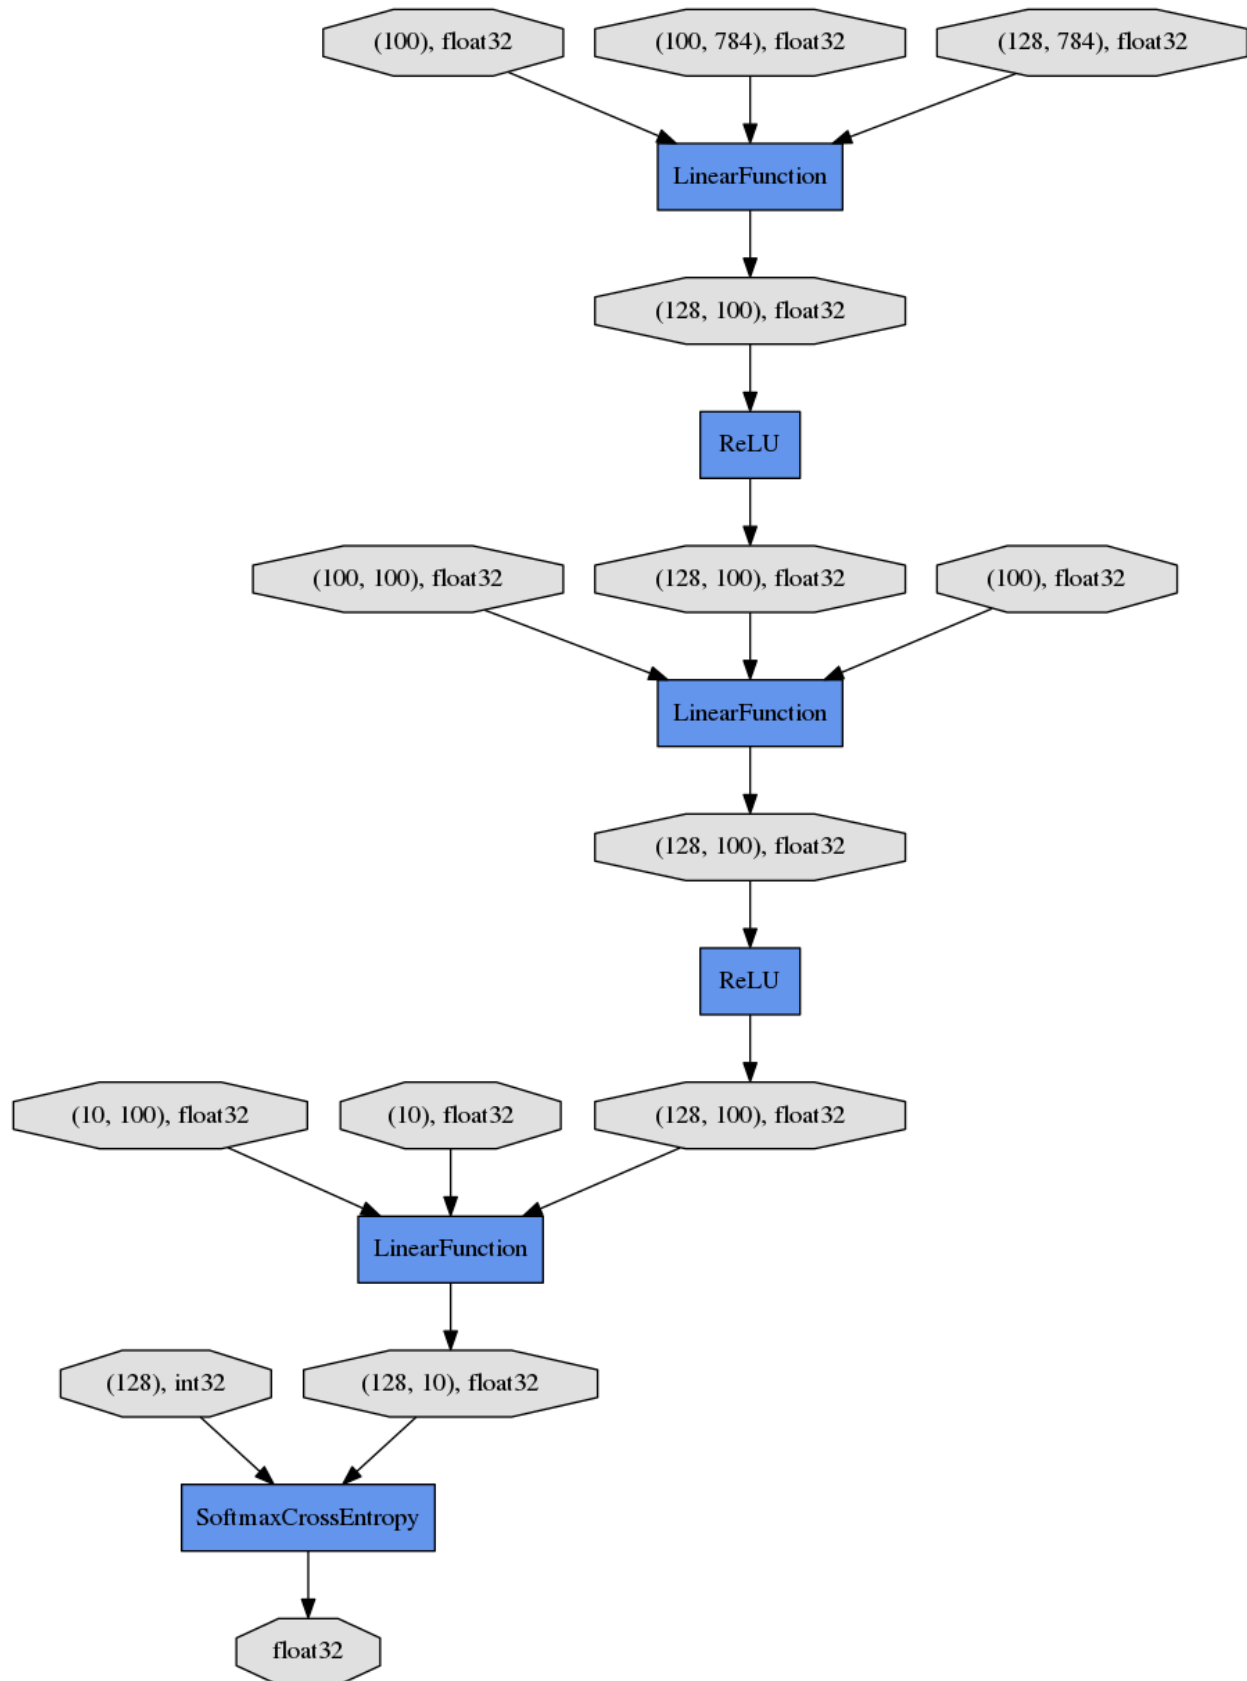 (100), float32
(100, 784), float32
(128, 784), float32
LinearFunction
(128, 100), float32
ReLU
(100, 100), float32
(128, 100), float32
(100), float32
LinearFunction
(128, 100), float32
ReLU
(10, 100), float32
(10), float32
(128, 100), float32
LinearFunction
(128), int32
(128, 10), float32
SoftmaxCrossEntropy
float32